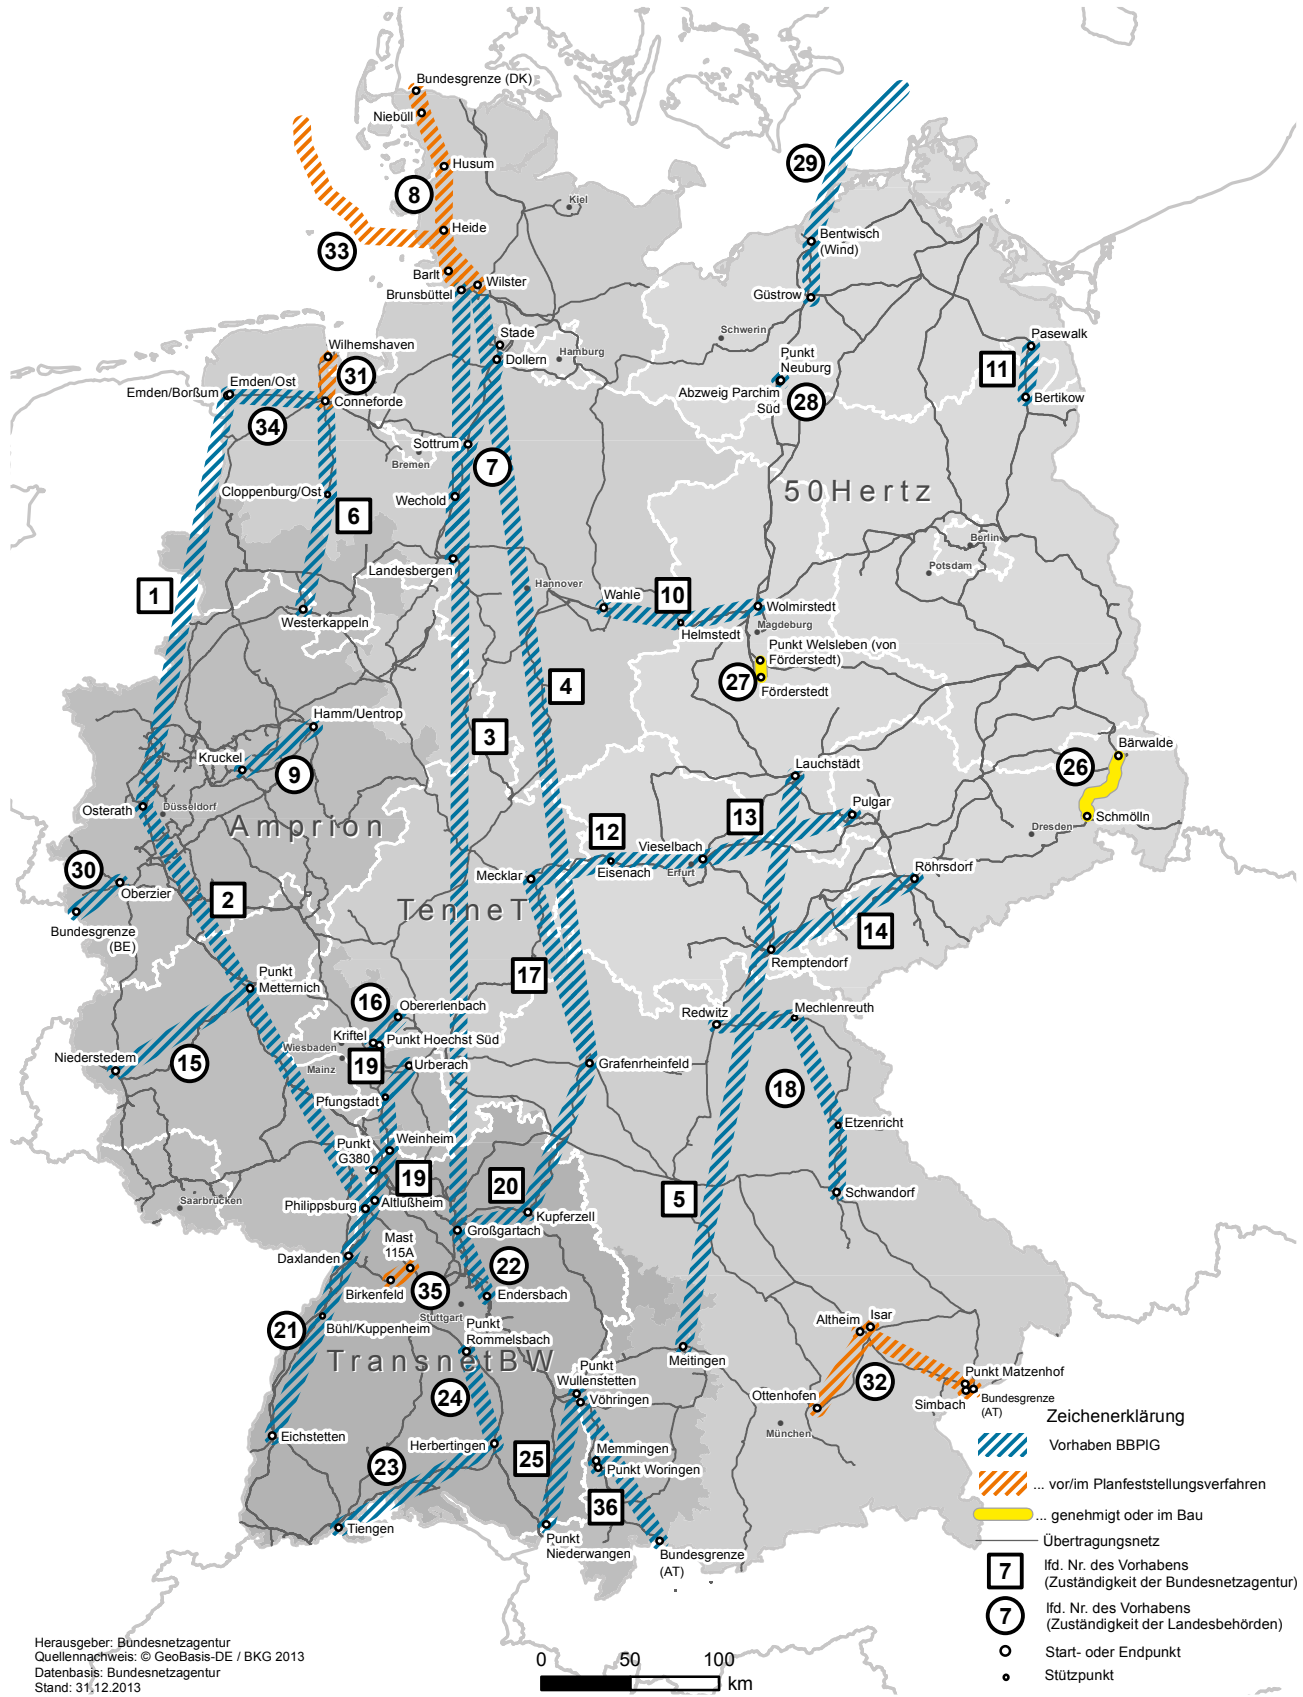 Bundesgrenze (DK)
Niebüll
Husum
8
Kiel
Heide
33
Barlt
Wilster
Brunsbüttel
29
Bentwisch
(Wind)
Güstrow
Schwerin
Pasewalk
11
Bertikow
Punkt
Neuburg
Abzweig Parchim
Süd
28
Stade
Dollern
Hamburg
Wilhemshaven
31
Emden/Ost
Emden/Borßum
Conneforde
34
Sottrum
Bremen
7
Cloppenburg/Ost
Wechold
6
50Hertz
Berlin
Potsdam
Landesbergen
Hannover
1
Westerkappeln
Wahle
10
Wolmirstedt
Helmstedt
Magdeburg
Punkt Welsleben (von
Förderstedt)
27
Förderstedt
4
3
Hamm/Uentrop
Kruckel
9
Bärwalde
26
Schmölln
Dresden
Lauchstädt
Pulgar
13
Osterath
Düsseldorf
Amprion
12
Vieselbach
Eisenach
Erfurt
Mecklar
Röhrsdorf
30
Oberzier
2
TenneT
14
Bundesgrenze
(BE)
Remptendorf
17
Punkt
Metternich
16
Obererlenbach
Redwitz
Mechlenreuth
Kriftel
Punkt Hoechst Süd
Wiesbaden
Mainz
19
Urberach
Niederstedem
15
Grafenrheinfeld
18
Pfungstadt
Etzenricht
Weinheim
Punkt
G380
19
20
5
Schwandorf
Saarbrücken
Philippsburg
Altlußheim
Kupferzell
Großgartach
Mast
115A
Daxlanden
22
Birkenfeld
35
Endersbach
Stuttgart
21
Bühl/Kuppenheim
Punkt
Rommelsbach
TransnetBW
Meitingen
Altheim
Isar
Punkt
Wullenstetten
Vöhringen
24
Ottenhofen
32
Punkt Matzenhof
Simbach
Bundesgrenze
(AT)
München
Eichstetten
Herbertingen
Memmingen
Punkt Woringen
23
25
36
Tiengen
Punkt
Niederwangen
Bundesgrenze
(AT)
Zeichenerklärung
Vorhaben BBPlG
... vor/im Planfeststellungsverfahren
... genehmigt oder im Bau
Übertragungsnetz
7
lfd. Nr. des Vorhabens
(Zuständigkeit der Bundesnetzagentur)
7
lfd. Nr. des Vorhabens
(Zuständigkeit der Landesbehörden)
Start- oder Endpunkt
Stützpunkt
Herausgeber: Bundesnetzagentur
Quellennachweis: © GeoBasis-DE / BKG 2013
Datenbasis: Bundesnetzagentur
Stand: 31.12.2013
0 50 100
km